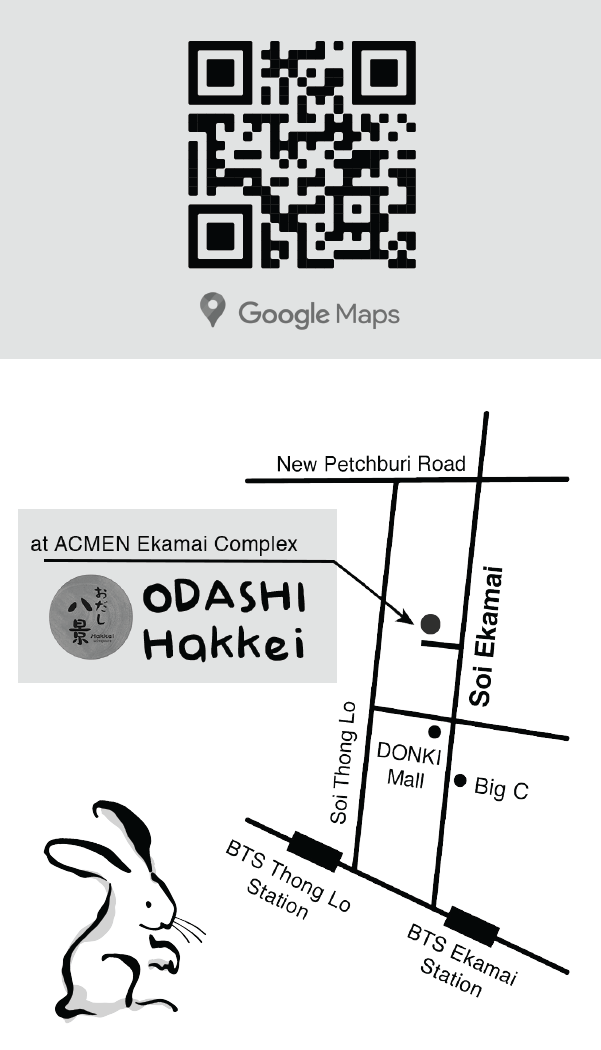 Google Maps
New Petchburi Road
at ACMEN Ekamai Complex
おだし
八景
Hakkei
ODASHI
Hakkei
Soi Ekamai
Soi Thong Lo
DONKI
Mall
Big C
BTS Thong Lo
Station
BTS Ekamai
Station